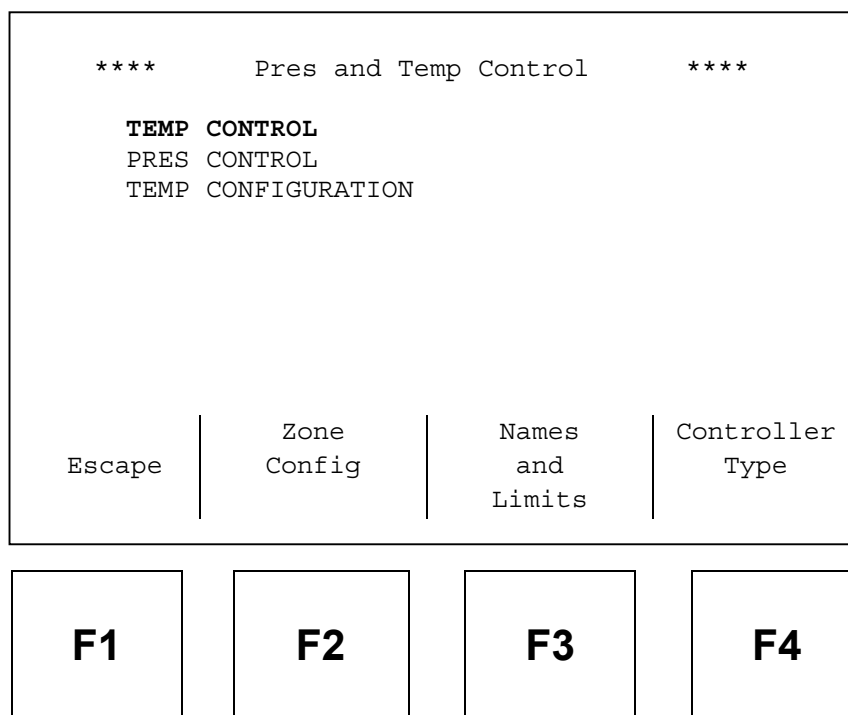 **** Pres and Temp Control ****
TEMP CONTROL
PRES CONTROL
TEMP CONFIGURATION
Escape
Zone
Config
Names
and
Limits
Controller
Type
F1 F2 F3 F4